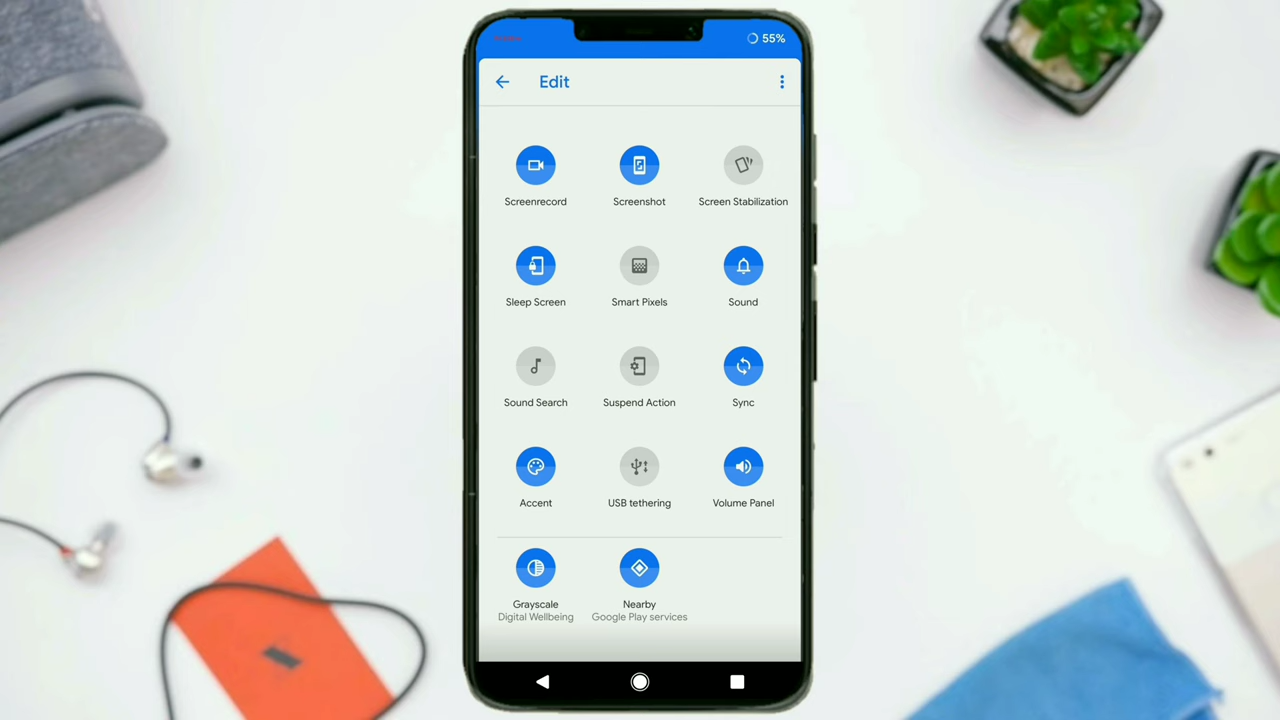 55%
Edit
Screenrecord
Screenshot
Screen Stabilization
Sleep Screen
Smart Pixels
Sound
Sound Search
Suspend Action
Sync
Accent
USB tethering
Volume Panel
Grayscale
Digital Wellbeing
Nearby
Google Play services